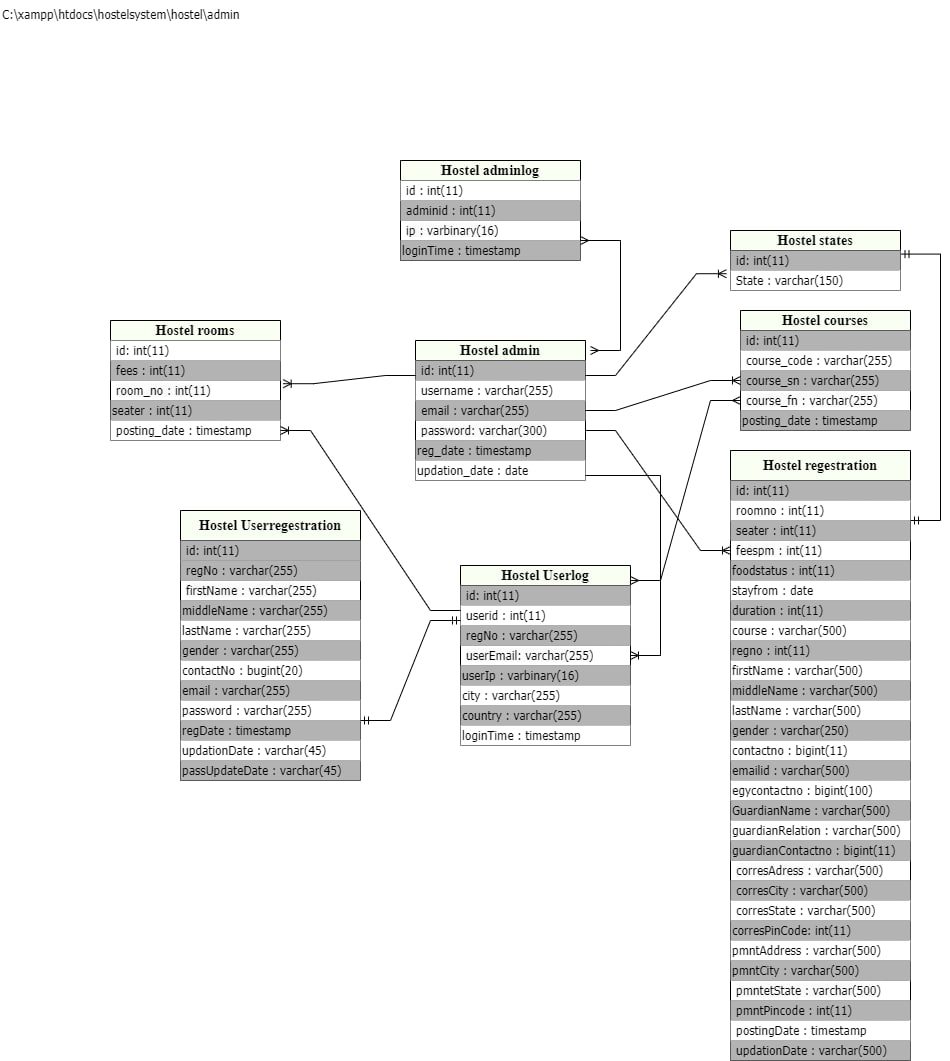 C:\xampp\htdocs\hostelsystem\hostel\admin
Hostel adminlog
id : int(11)
adminid : int(11)
ip : varbinary(16)
loginTime : timestamp
Hostel states
id: int(11)
State : varchar(150)
Hostel rooms
id: int(11)
fees : int(11)
room_no : int(11)
seater : int(11)
posting_date : timestamp
Hostel admin
id: int(11)
username : varchar(255)
email : varchar(255)
password: varchar(300)
reg_date : timestamp
updation_date : date
Hostel courses
id: int(11)
course_code : varchar(255)
course_sn : varchar(255)
course_fn : varchar(255)
posting_date : timestamp
Hostel Userregestration
id: int(11)
regNo : varchar(255)
firstName : varchar(255)
middleName : varchar(255)
lastName : varchar(255)
gender : varchar(255)
contactNo : bugint(20)
email : varchar(255)
password : varchar(255)
regDate : timestamp
updationDate : varchar(45)
passUpdateDate : varchar(45)
Hostel Userlog
id: int(11)
userid : int(11)
regNo : varchar(255)
userEmail: varchar(255)
userIp : varbinary(16)
city : varchar(255)
country : varchar(255)
loginTime : timestamp
Hostel regestration
id: int(11)
roomno : int(11)
seater : int(11)
feespm : int(11)
foodstatus : int(11)
stayfrom : date
duration : int(11)
course : varchar(500)
regno : int(11)
firstName : varchar(500)
middleName : varchar(500)
lastName : varchar(500)
gender : varchar(250)
contactno : bigint(11)
emailid : varchar(500)
egycontactno : bigint(100)
GuardianName : varchar(500)
guardianRelation : varchar(500)
guardianContactno : bigint(11)
corresAdress : varchar(500)
corresCity : varchar(500)
corresState : varchar(500)
corresPinCode: int(11)
pmntAddress : varchar(500)
pmntCity : varchar(500)
pmntetState : varchar(500)
pmntPincode : int(11)
postingDate : timestamp
updationDate : varchar(500)